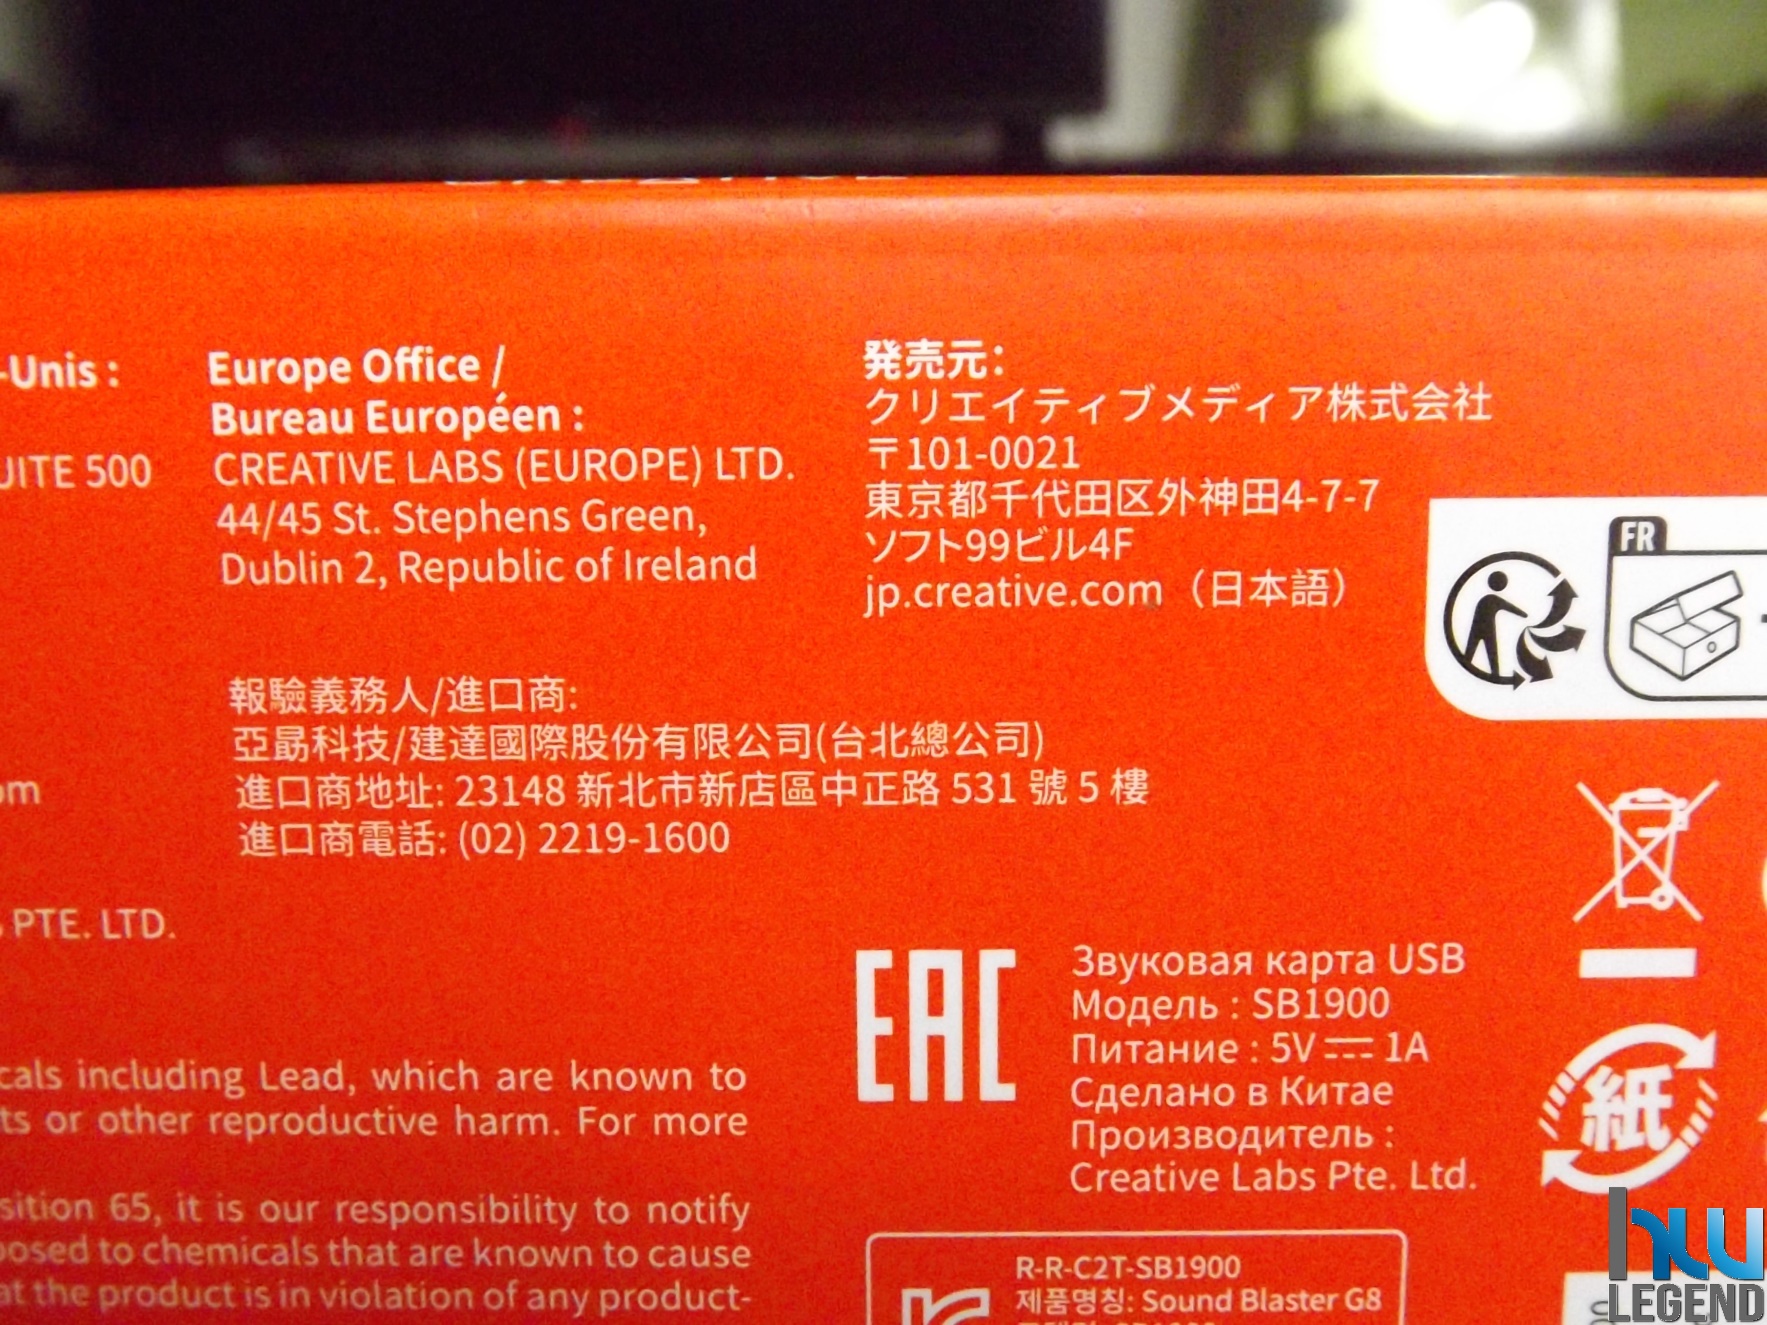 -Unis :
UITE 500
om
PTE. LTD.
Europe Office /
Bureau Européen :
CREATIVE LABS (EUROPE) LTD.
44/45 St. Stephens Green,
Dublin 2, Republic of Ireland
発売元：
クリエイティブメディア株式会社
〒101-0021
東京都千代田区外神田4-7-7
ソフト99ビル4F
jp.creative.com（日本語）
FR
報驗義務人/進口商:
亞勗科技/建達國際股份有限公司(台北總公司)
進口商地址: 23148 新北市新店區中正路 531 號 5 樓
進口商電話: (02) 2219-1600
EAC
Звуковая карта USB
Модель : SB1900
Питание : 5V ⎓ 1A
Сделано в Китае
Производитель :
Creative Labs Pte. Ltd.
紙
cals including Lead, which are known to
ts or other reproductive harm. For more
sition 65, it is our responsibility to notify
posed to chemicals that are known to cause
at the product is in violation of any product-
R-R-C2T-SB1900
제품명칭: Sound Blaster G8
hw
LEGEND